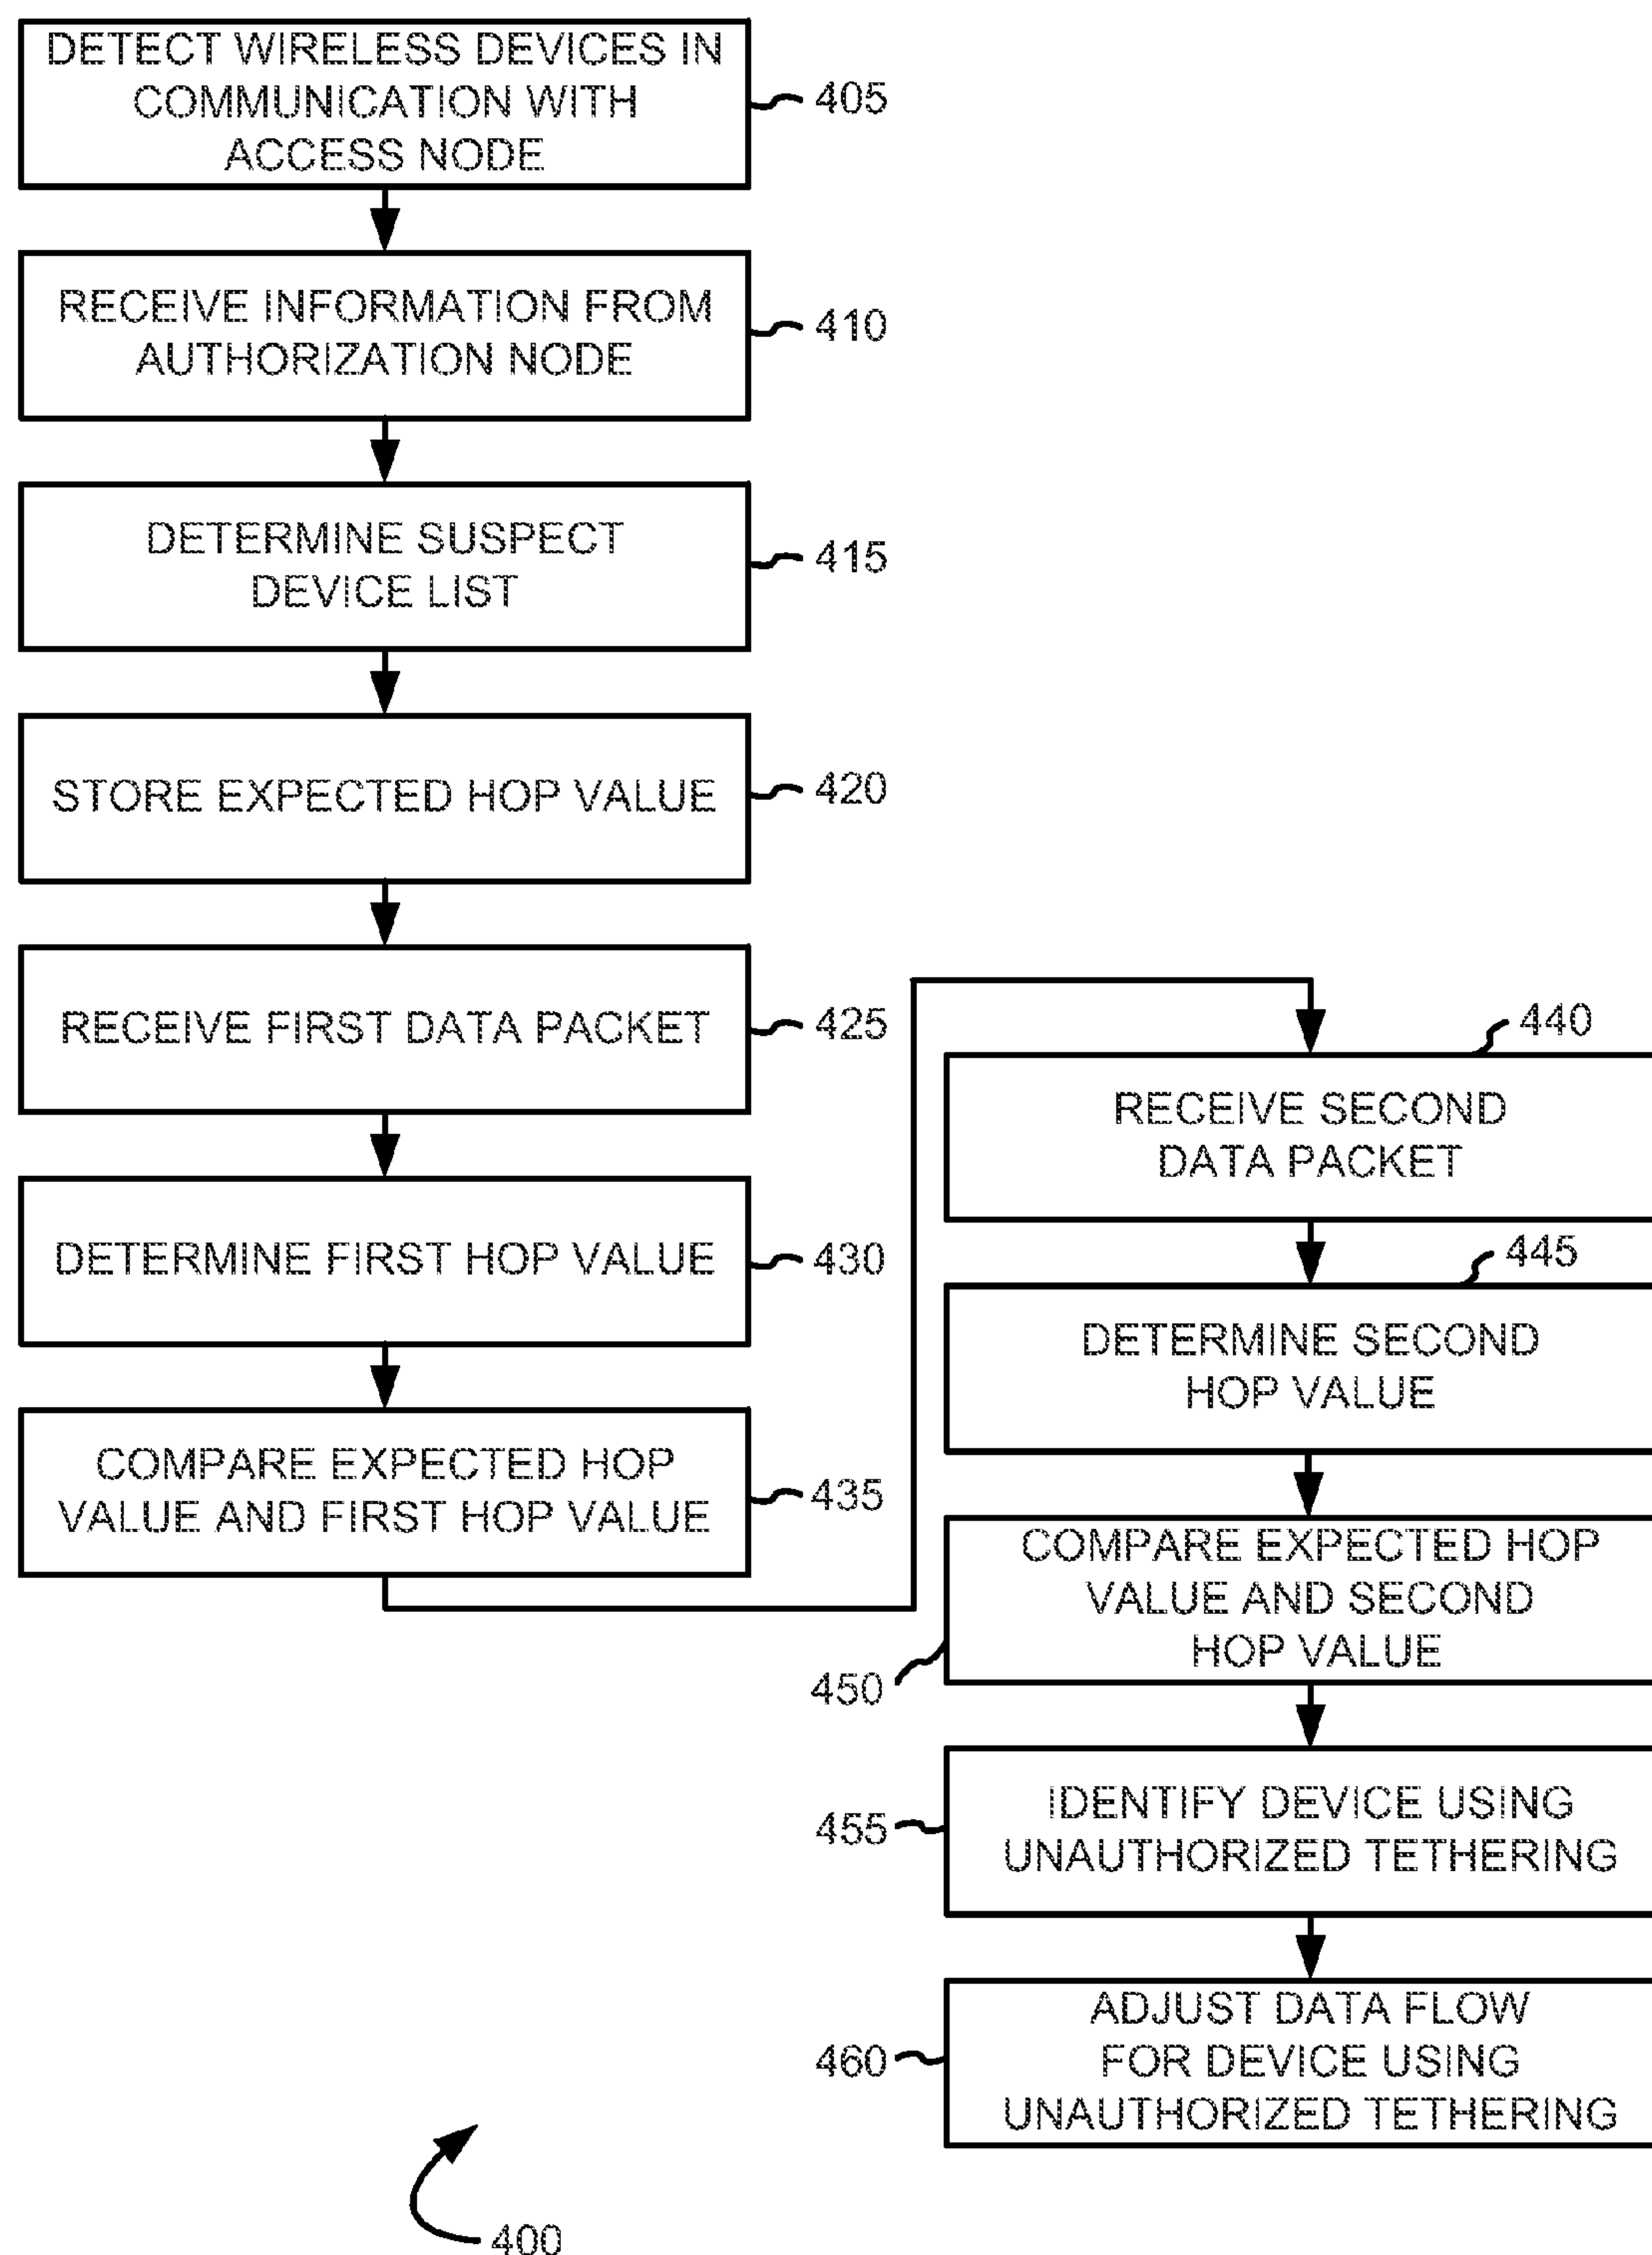 DETECT WIRELESS DEVICES IN
COMMUNICATION WITH
ACCESS NODE
405
RECEIVE INFORMATION FROM
AUTHORIZATION NODE
410
DETERMINE SUSPECT
DEVICE LIST
415
STORE EXPECTED HOP VALUE
420
RECEIVE FIRST DATA PACKET
425
DETERMINE FIRST HOP VALUE
430
COMPARE EXPECTED HOP
VALUE AND FIRST HOP VALUE
435
440
RECEIVE SECOND
DATA PACKET
445
DETERMINE SECOND
HOP VALUE
COMPARE EXPECTED HOP
VALUE AND SECOND
HOP VALUE
450
IDENTIFY DEVICE USING
UNAUTHORIZED TETHERING
455
ADJUST DATA FLOW
FOR DEVICE USING
UNAUTHORIZED TETHERING
460
400